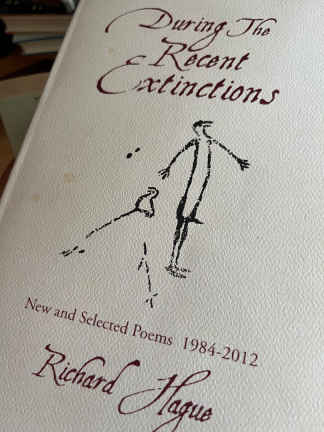 During The
Recent
Extinctions
New and Selected Poems 1984-2012
Richard Hague